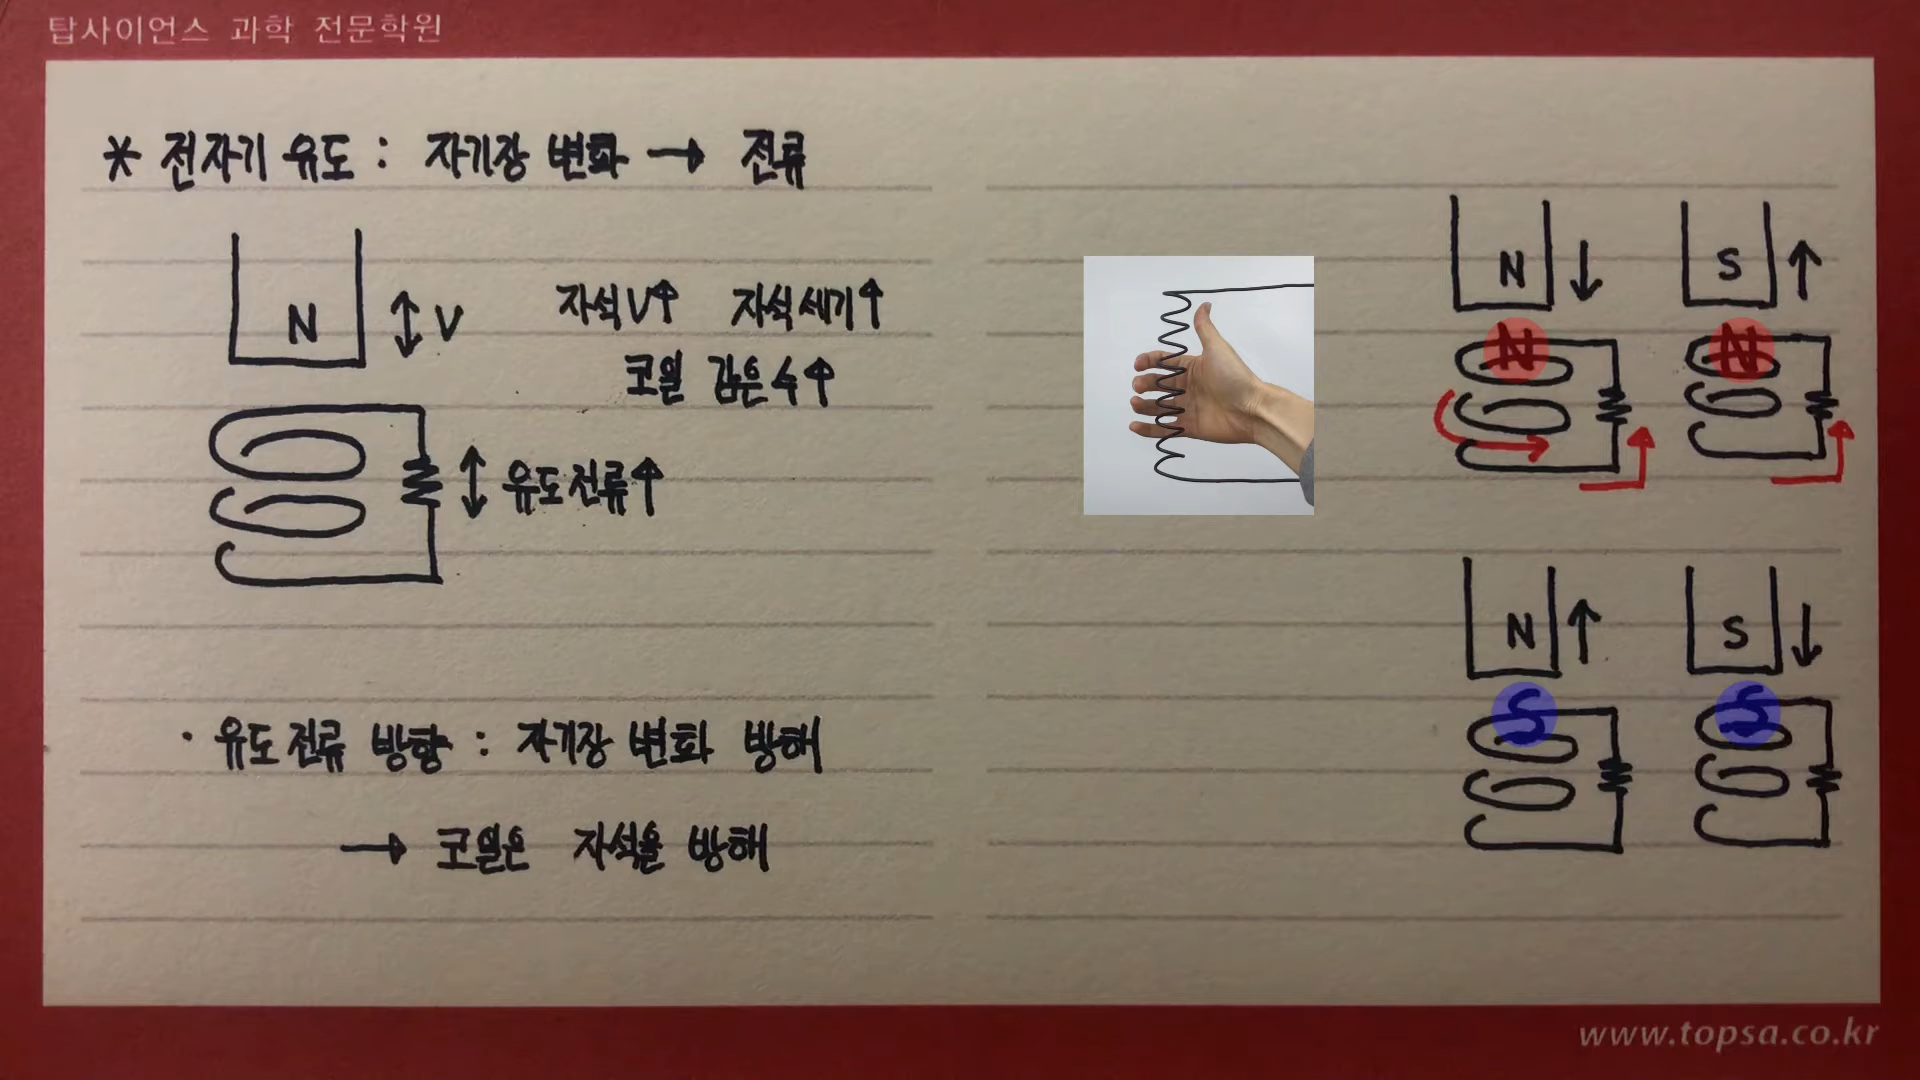 탑사이언스 과학 전문학원
* 전자기 유도 : 자기장 변화 → 전류
N ↕ V
자석 V↑ 자석 세기↑
코일 감은 수↑
↕ 유도 전류↑
· 유도 전류 방향 : 자기장 변화 방해
→ 코일은 자석을 방해
N ↓ S ↑
N N
N ↑ S ↓
S S
www.topsa.co.kr